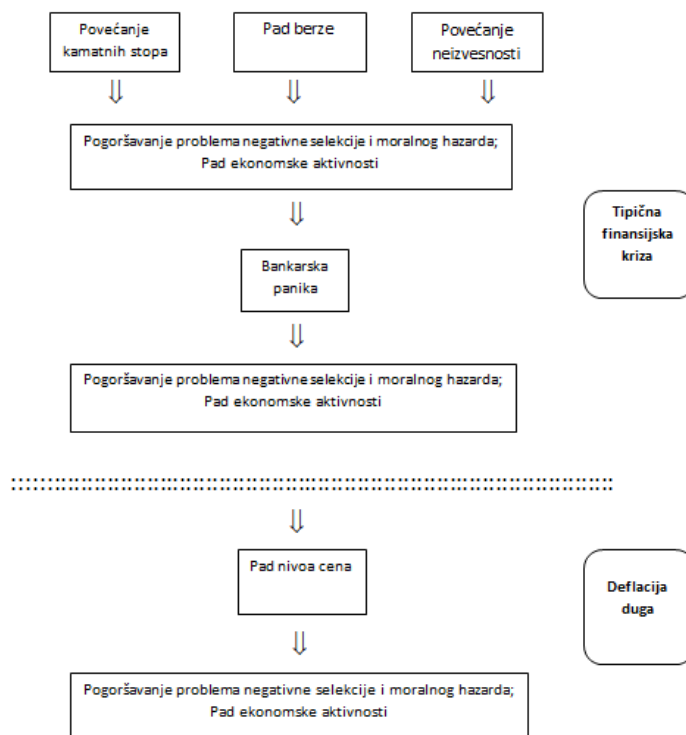 Povećanje
kamatnih stopa
Pad berze
Povećanje
neizvesnosti
Pogoršavanje problema negativne selekcije i moralnog hazarda;
Pad ekonomske aktivnosti
Tipična
finansijska
kriza
Bankarska
panika
Pogoršavanje problema negativne selekcije i moralnog hazarda;
Pad ekonomske aktivnosti
Pad nivoa cena
Deflacija
duga
Pogoršavanje problema negativne selekcije i moralnog hazarda;
Pad ekonomske aktivnosti